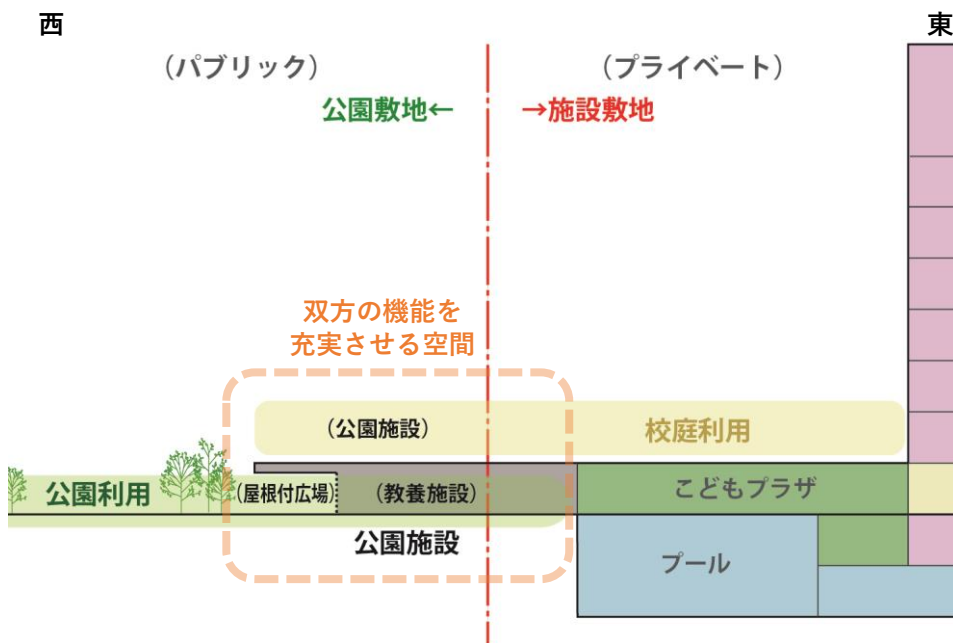 西
東
(パブリック)
(プライベート)
公園敷地←
→施設敷地
双方の機能を
充実させる空間
(公園施設)
校庭利用
公園利用
(屋根付広場)
(教養施設)
こどもプラザ
公園施設
プール